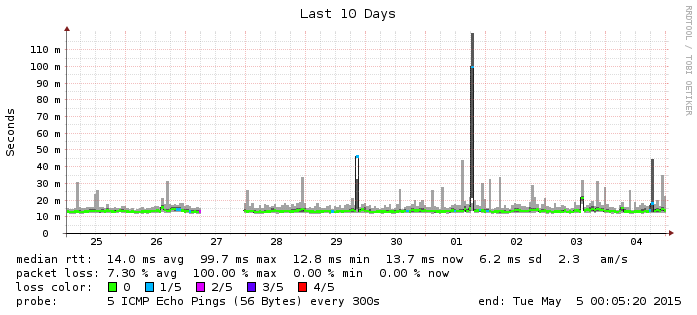 Last 10 Days
RRDTOOL / TOBI OETIKER
Seconds
110 m
100 m
90 m
80 m
70 m
60 m
50 m
40 m
30 m
20 m
10 m
0
25 26 27 28 29 30 01 02 03 04
median rtt: 14.0 ms avg 99.7 ms max 12.8 ms min 13.7 ms now 6.2 ms sd 2.3 am/s
packet loss: 7.30 % avg 100.00 % max 0.00 % min 0.00 % now
loss color: 0 1/5 2/5 3/5 4/5
probe: 5 ICMP Echo Pings (56 Bytes) every 300s end: Tue May 5 00:05:20 2015